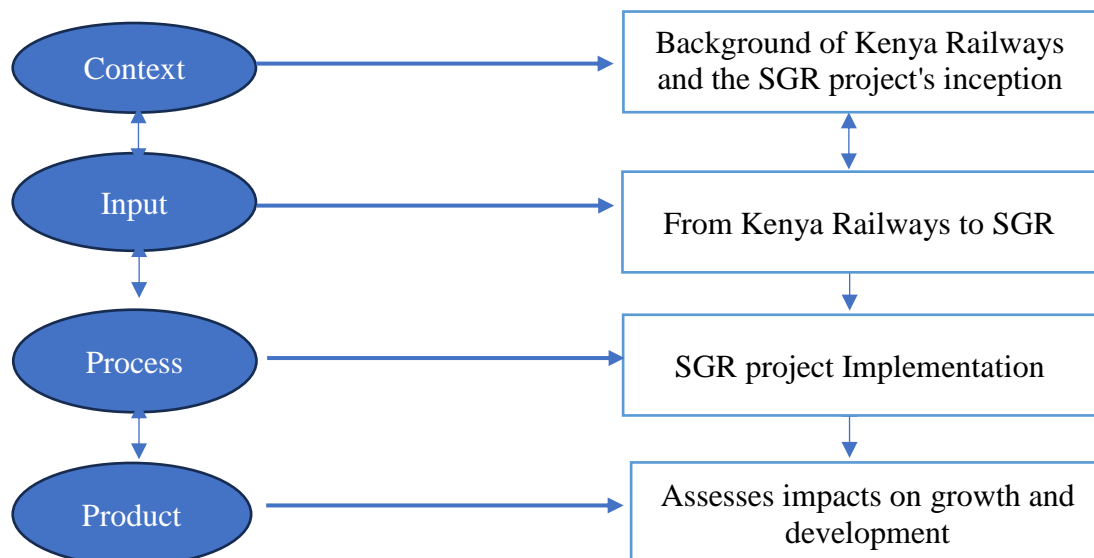 Context
Background of Kenya Railways
and the SGR project's inception
Input
From Kenya Railways to SGR
Process
SGR project Implementation
Product
Assesses impacts on growth and
development